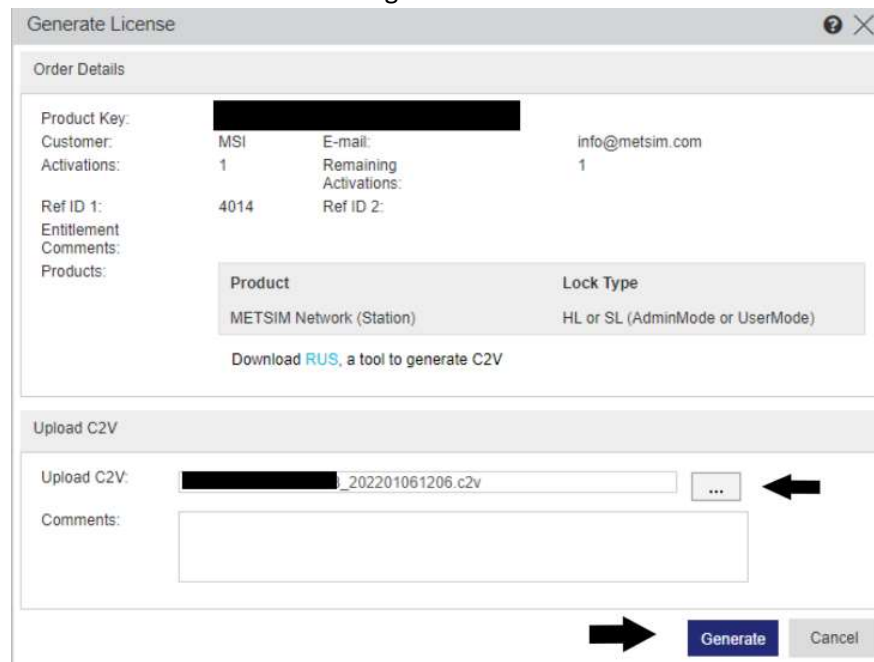 Generate License
Order Details
Product Key:
Customer: MSI E-mail: info@metsim.com
Activations: 1 Remaining Activations: 1
Ref ID 1: 4014 Ref ID 2:
Entitlement
Comments:
Products:
Product Lock Type
METSIM Network (Station) HL or SL (AdminMode or UserMode)
Download RUS, a tool to generate C2V
Upload C2V
Upload C2V: _202201061206.c2v ...
Comments:
Generate Cancel